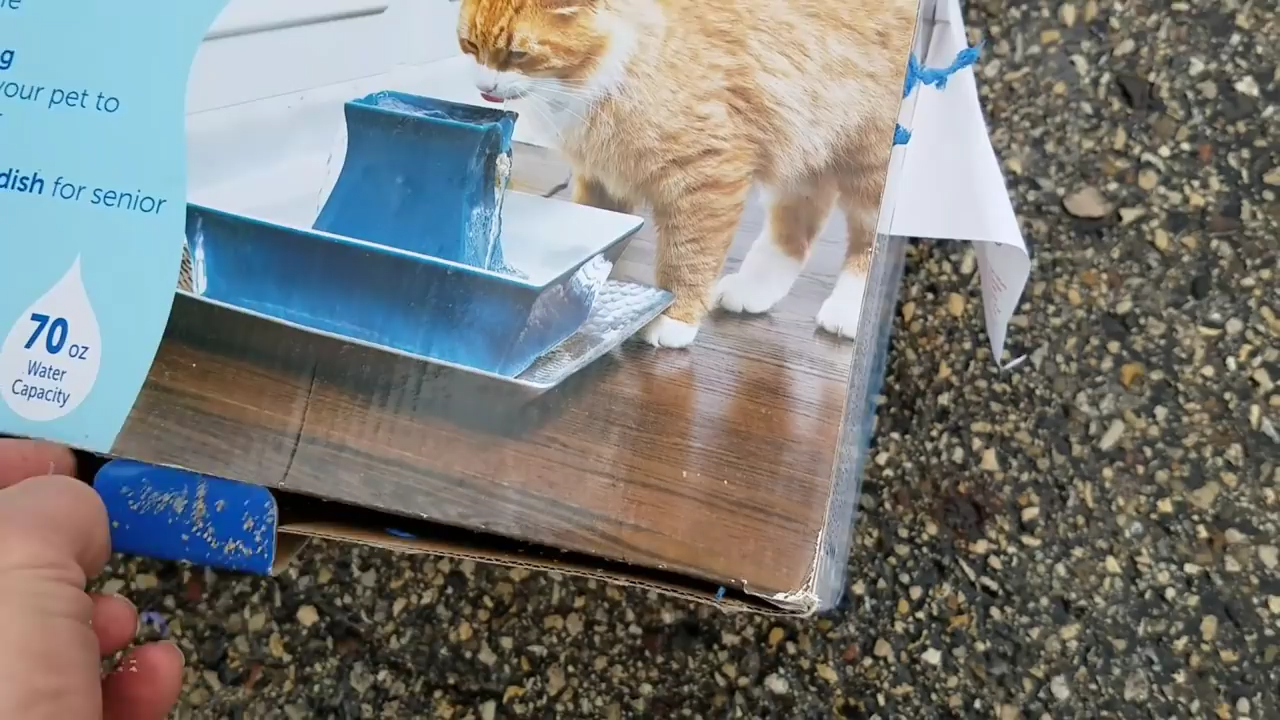 g
your pet to
dish for senior
70 oz
Water
Capacity